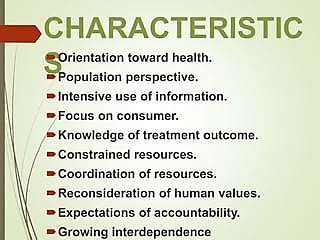 CHARACTERISTIC
S
Orientation toward health.
Population perspective.
Intensive use of information.
Focus on consumer.
Knowledge of treatment outcome.
Constrained resources.
Coordination of resources.
Reconsideration of human values.
Expectations of accountability.
Growing interdependence